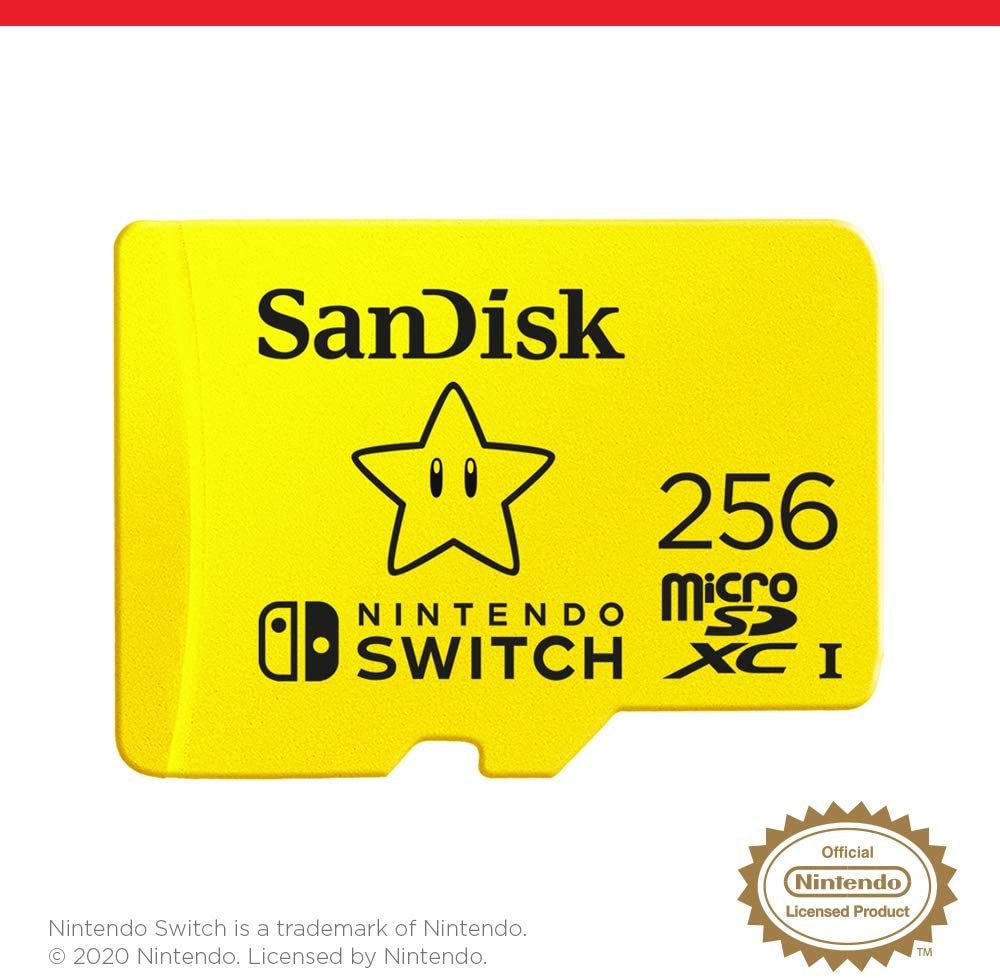 SanDisk
NINTENDO
SWITCH
256
micro
SD
XC I
Official
Nintendo
Licensed Product
TM
Nintendo Switch is a trademark of Nintendo.
© 2020 Nintendo. Licensed by Nintendo.